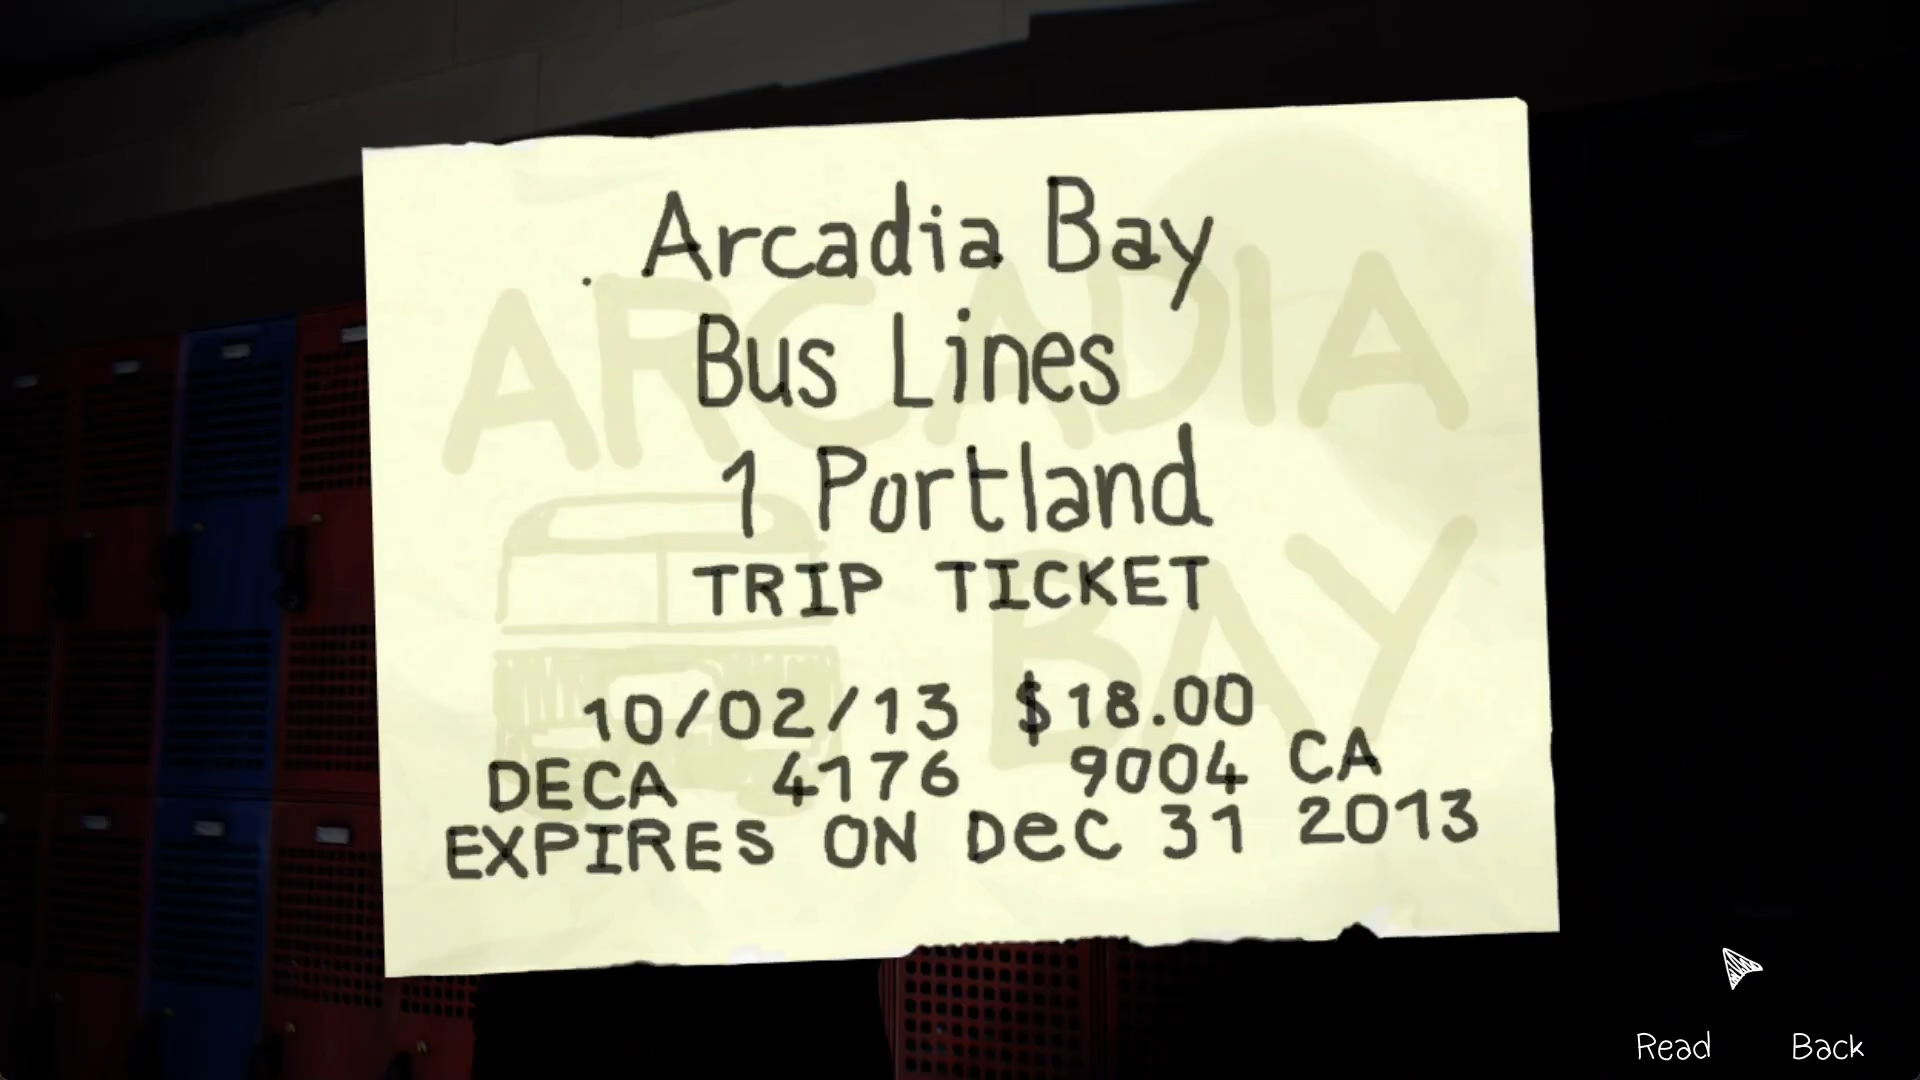 Arcadia Bay
Bus Lines
1 Portland
TRIP TICKET
10/02/13 $18.00
DECA 4176 9004 CA
EXPIRES ON Dec 31 2013
ARCADIA
BAY
Read Back